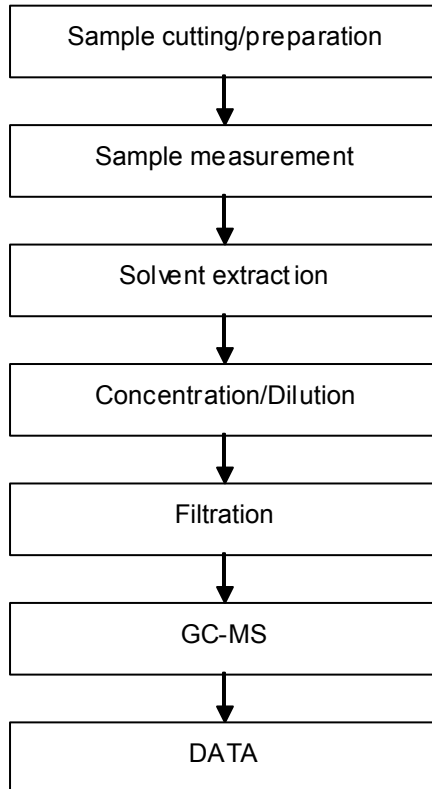 Sample cutting/preparation
Sample measurement
Solvent extraction
Concentration/Dilution
Filtration
GC-MS
DATA